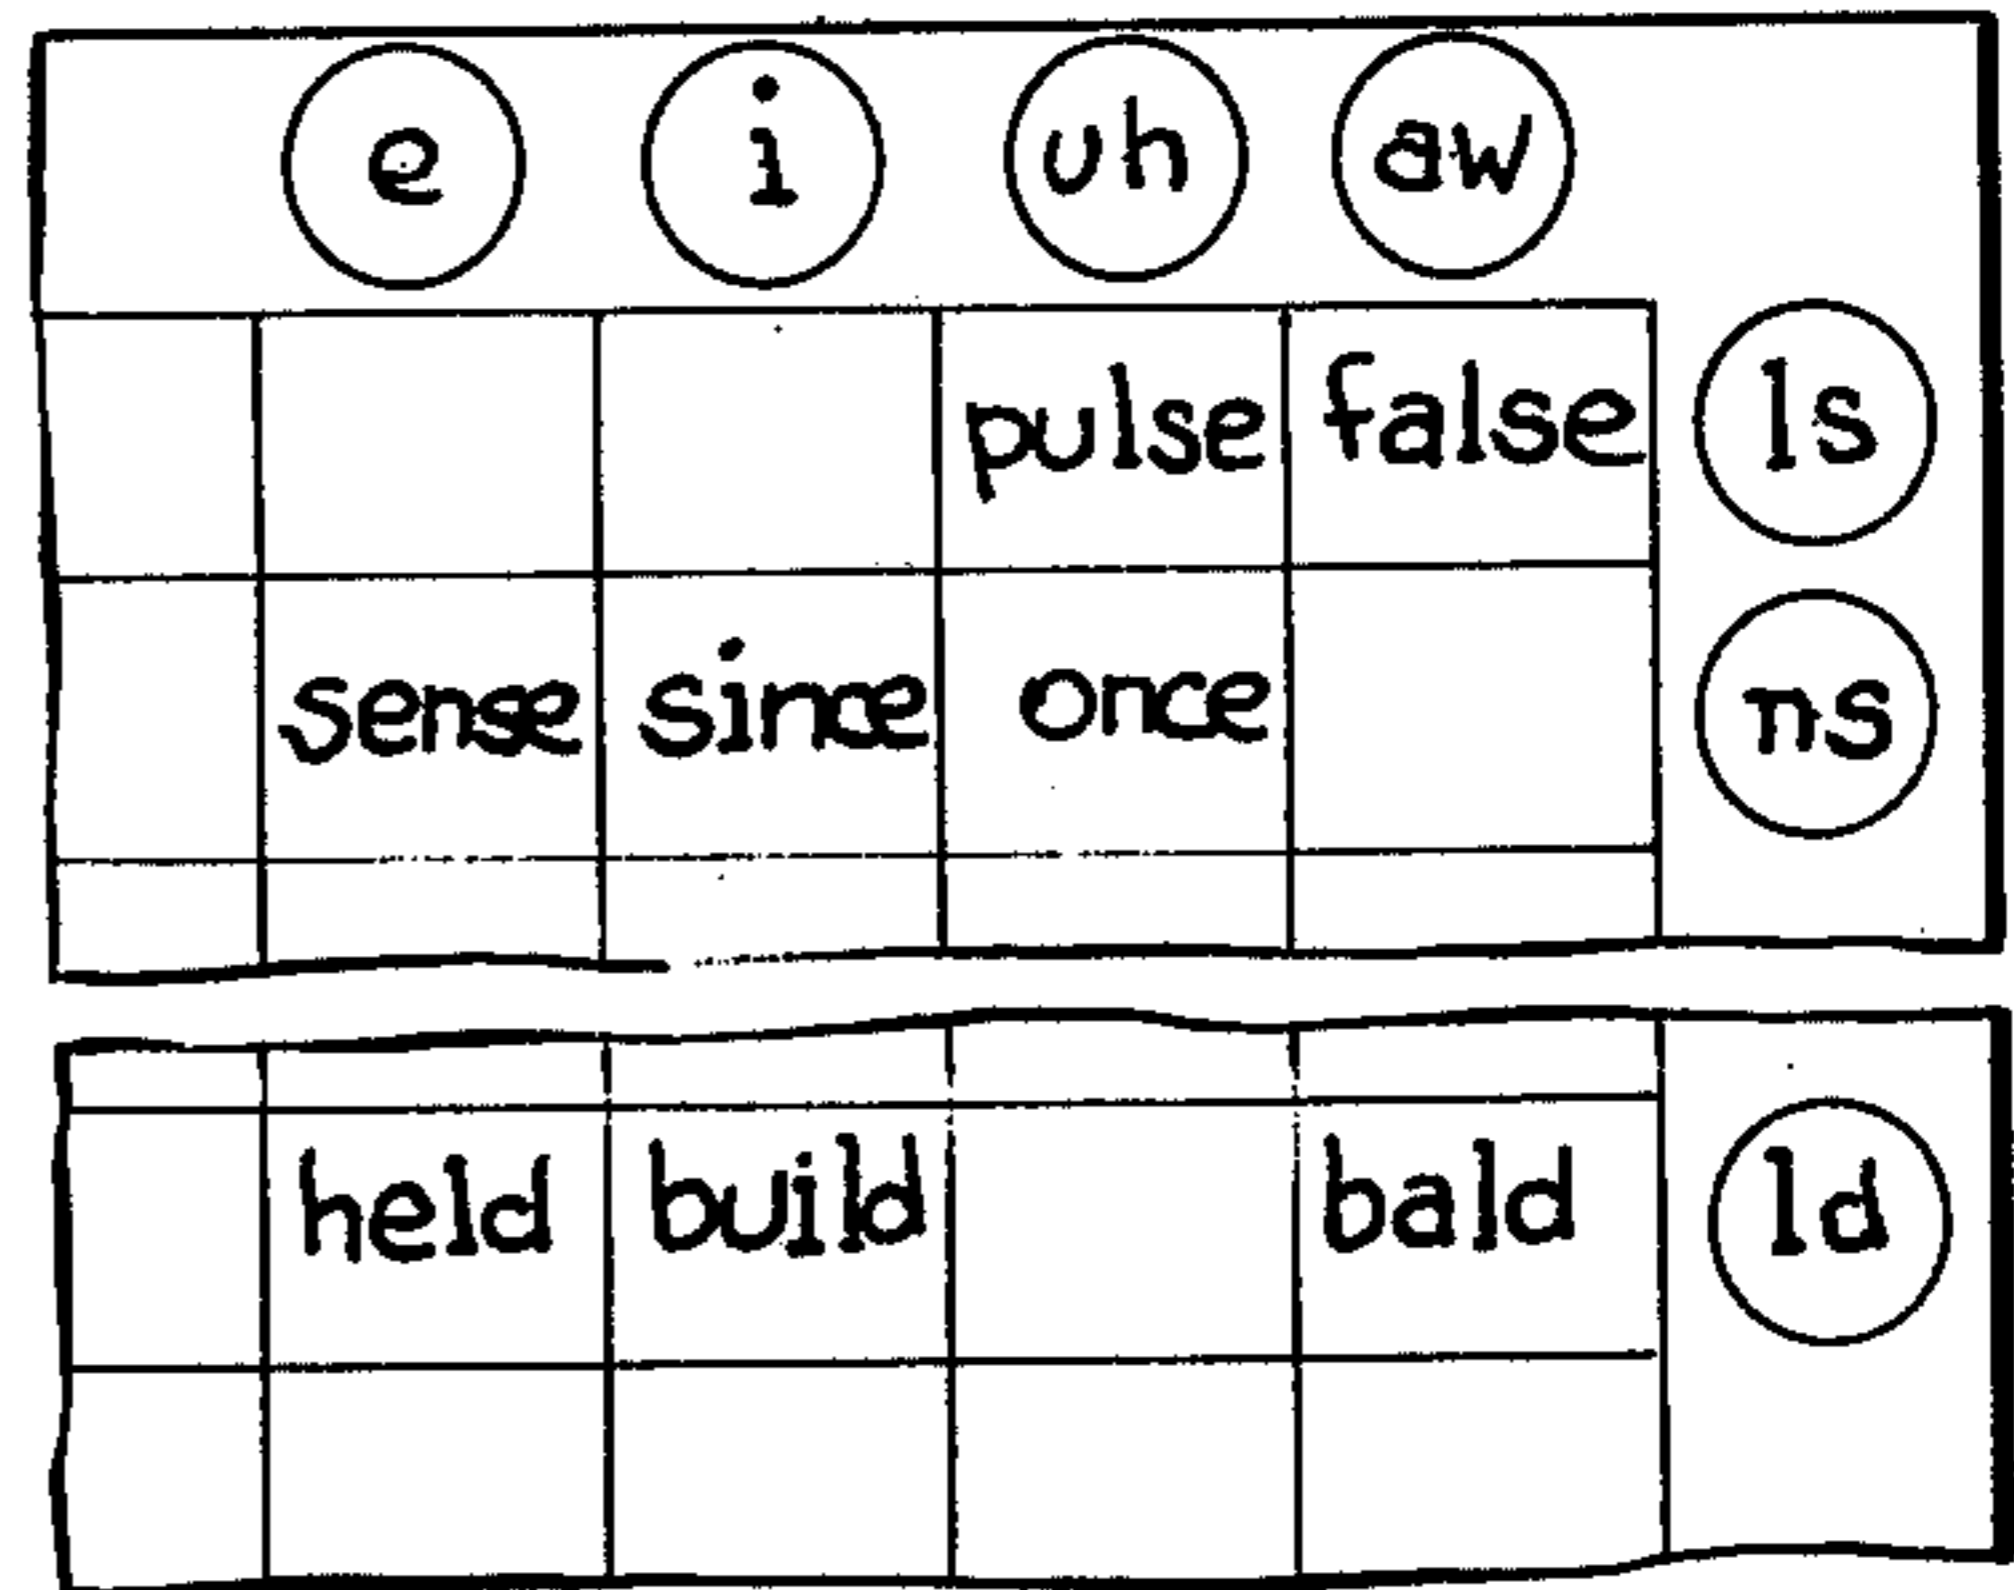 e i uh aw
pulse false ls
sense since once ns
held build bald ld